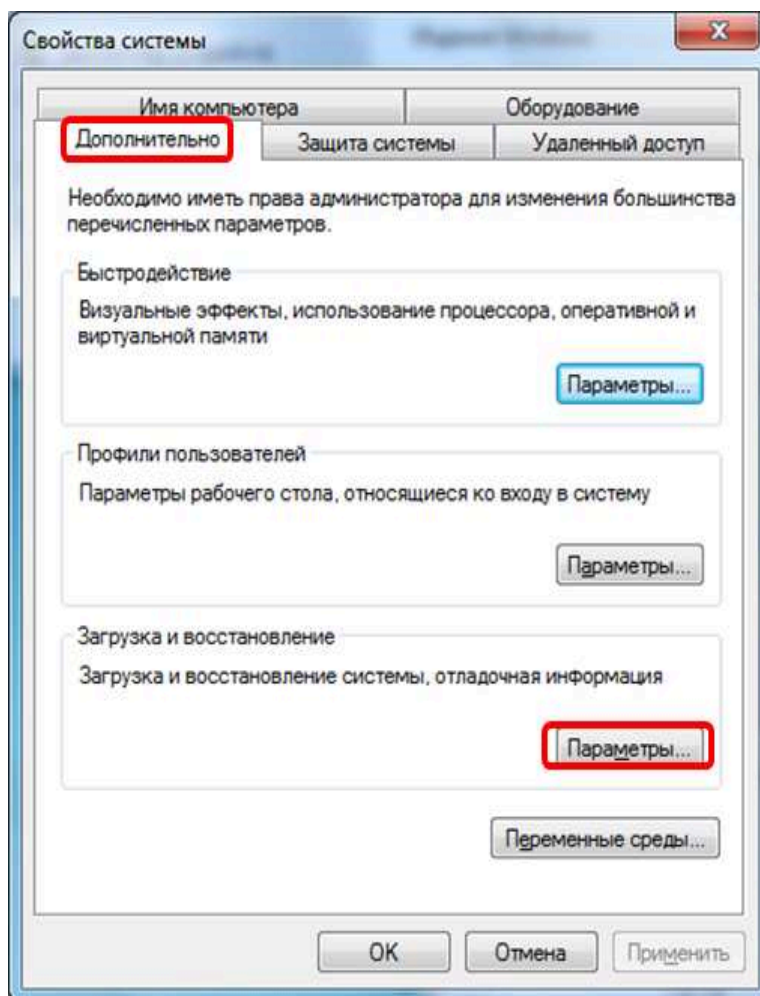 Свойства системы
Имя компьютера
Оборудование
Дополнительно
Защита системы
Удаленный доступ
Необходимо иметь права администратора для изменения большинства
перечисленных параметров.
Быстродействие
Визуальные эффекты, использование процессора, оперативной и
виртуальной памяти
Параметры...
Профили пользователей
Параметры рабочего стола, относящиеся ко входу в систему
Параметры...
Загрузка и восстановление
Загрузка и восстановление системы, отладочная информация
Параметры...
Переменные среды...
OK
Отмена
Применить